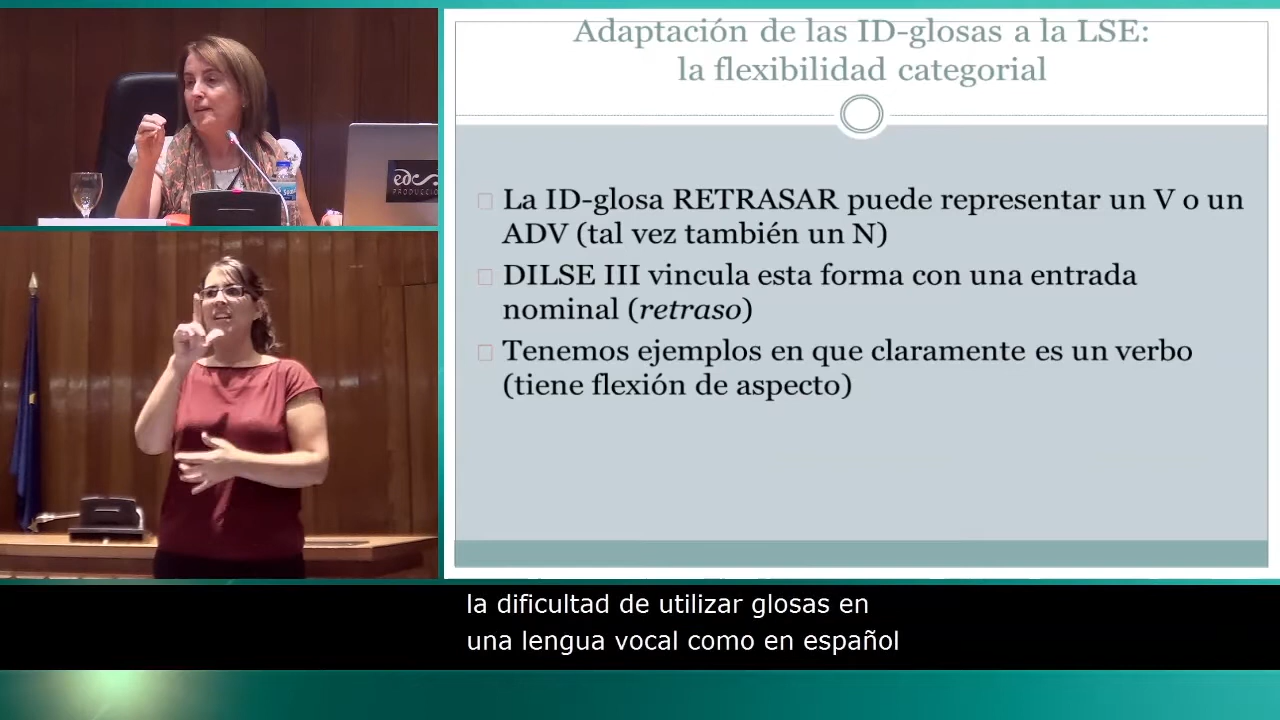 Adaptación de las ID-glosas a la LSE:
la flexibilidad categorial
La ID-glosa RETRASAR puede representar un V o un
ADV (tal vez también un N)
DILSE III vincula esta forma con una entrada
nominal (retraso)
Tenemos ejemplos en que claramente es un verbo
(tiene flexión de aspecto)
la dificultad de utilizar glosas en
una lengua vocal como en español